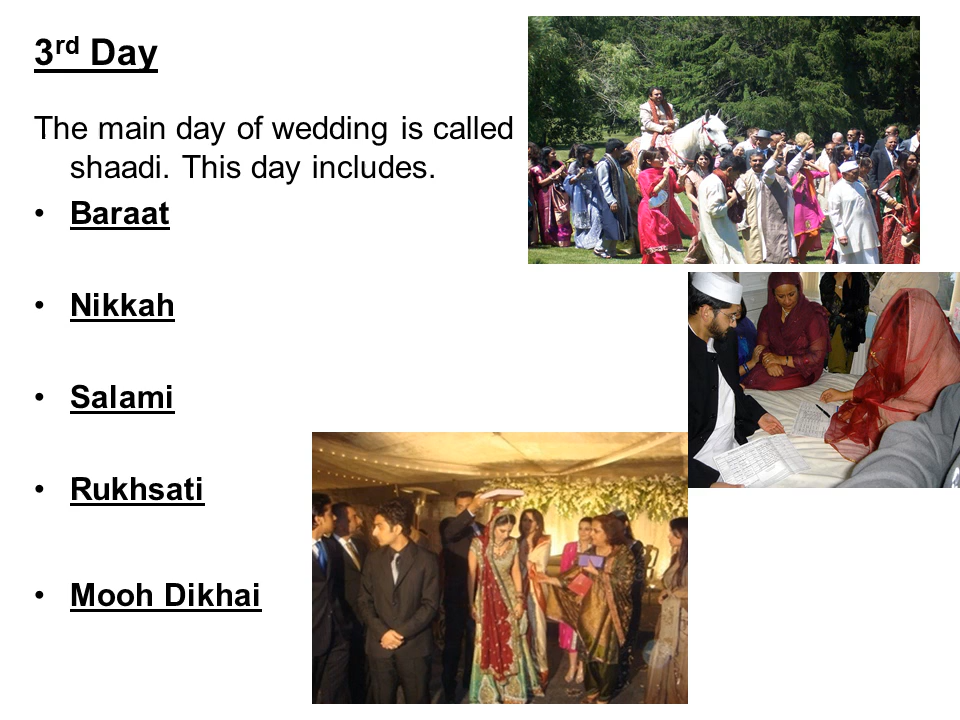 3rd Day
The main day of wedding is called
shaadi. This day includes.
• Baraat
• Nikkah
• Salami
• Rukhsati
• Mooh Dikhai